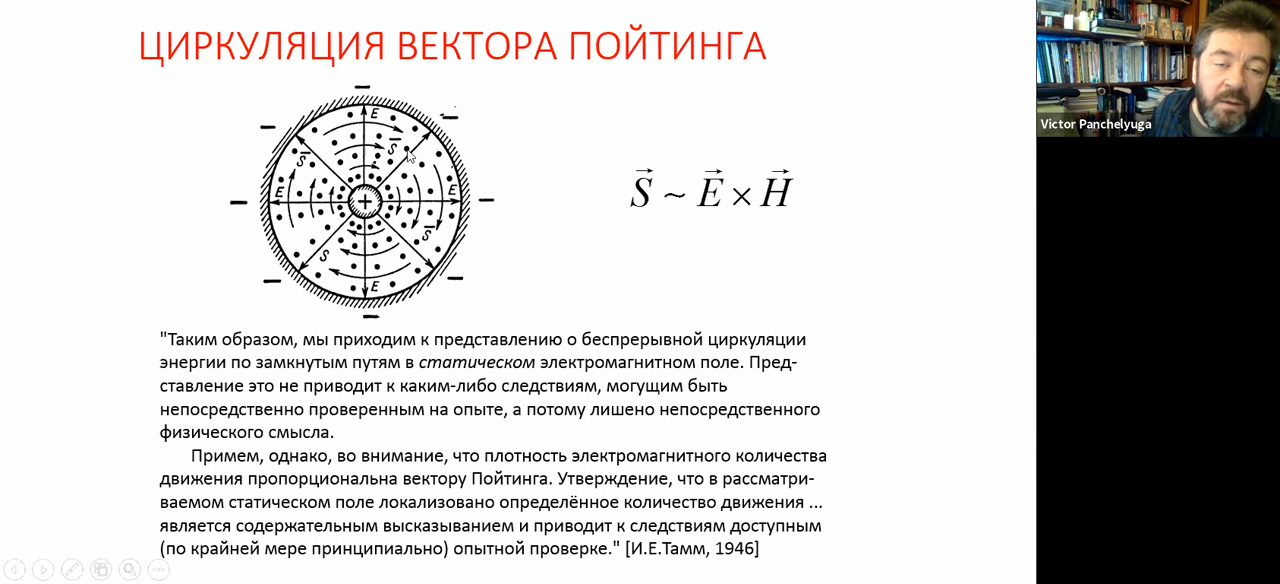 ЦИРКУЛЯЦИЯ ВЕКТОРА ПОЙТИНГА
Victor Panchelyuga
E
S
S
E
+
E
S
S
E
S ~ E × H
"Таким образом, мы приходим к представлению о беспрерывной циркуляции
энергии по замкнутым путям в статическом электромагнитном поле. Пред-
ставление это не приводит к каким-либо следствиям, могущим быть
непосредственно проверенным на опыте, а потому лишено непосредственного
физического смысла.
Примем, однако, во внимание, что плотность электромагнитного количества
движения пропорциональна вектору Пойтинга. Утверждение, что в рассматри-
ваемом статическом поле локализовано определённое количество движения ...
является содержательным высказыванием и приводит к следствиям доступным
(по крайней мере принципиально) опытной проверке." [И.Е.Тамм, 1946]